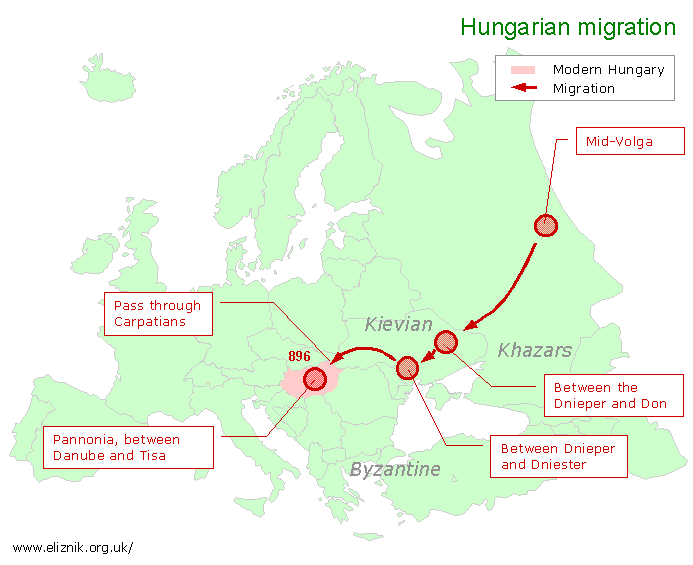 Hungarian migration
Modern Hungary
Migration
Mid-Volga
Pass through
Carpatians
Kievian
Khazars
896
Between the
Dnieper and Don
Pannonia, between
Danube and Tisa
Between Dnieper
and Dniester
Byzantine
www.eliznik.org.uk/